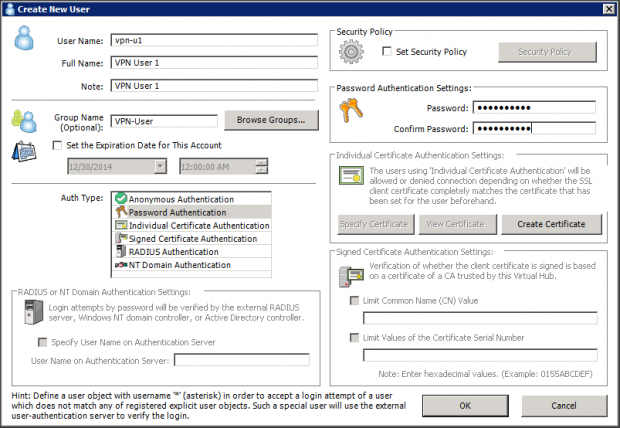 Create New User
User Name: vpn-u1
Full Name: VPN User 1
Note: VPN User 1
Group Name
(Optional): VPN-User Browse Groups...
Set the Expiration Date for This Account
12/30/2014 12:00:00 AM
Auth Type:
Anonymous Authentication
Password Authentication
Individual Certificate Authentication
Signed Certificate Authentication
RADIUS Authentication
NT Domain Authentication
RADIUS or NT Domain Authentication Settings:
Login attempts by password will be verified by the external RADIUS
server, Windows NT domain controller, or Active Directory controller.
Specify User Name on Authentication Server
User Name on Authentication Server:
Security Policy
Set Security Policy Security Policy
Password Authentication Settings:
Password: ●●●●●●●●●●
Confirm Password: ●●●●●●●●●●
Individual Certificate Authentication Settings:
The users using 'Individual Certificate Authentication' will be
allowed or denied connection depending on whether the SSL
client certificate completely matches the certificate that has
been set for the user beforehand.
Specify Certificate View Certificate Create Certificate
Signed Certificate Authentication Settings:
Verification of whether the client certificate is signed is based
on a certificate of a CA trusted by this Virtual Hub.
Limit Common Name (CN) Value
Limit Values of the Certificate Serial Number
Note: Enter hexadecimal values. (Example: 0155ABCDEF)
Hint: Define a user object with username '*' (asterisk) in order to accept a login attempt of a user
which does not match any of registered explicit user objects. Such a special user will use the external
user-authentication server to verify the login.
OK Cancel